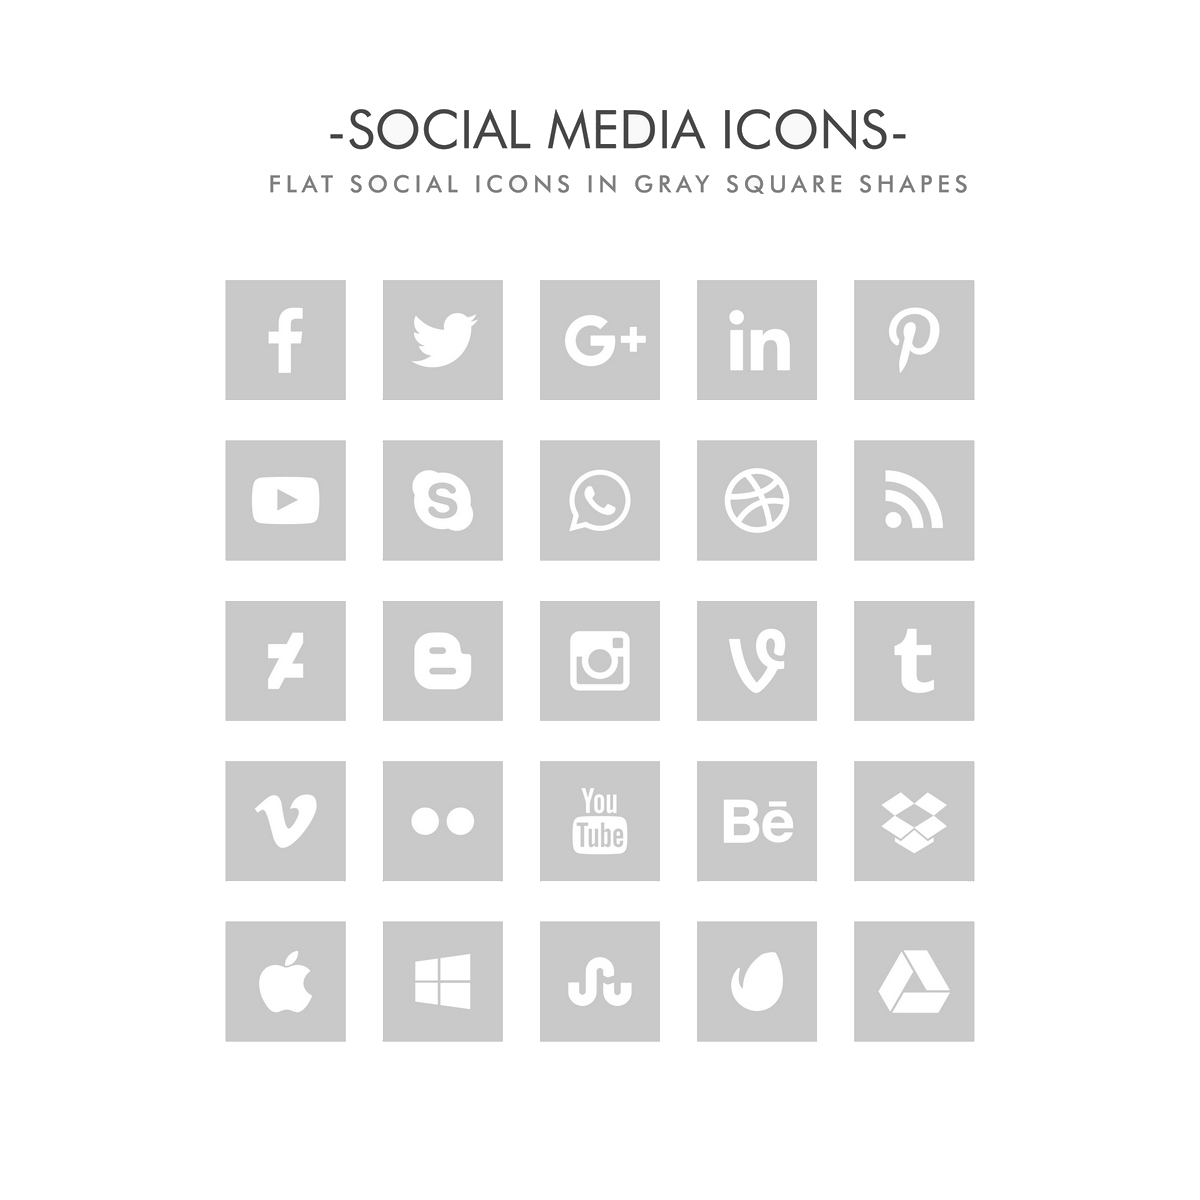 -SOCIAL MEDIA ICONS-
FLAT SOCIAL ICONS IN GRAY SQUARE SHAPES
f
G+
in
S
t
You
Tube
Bē